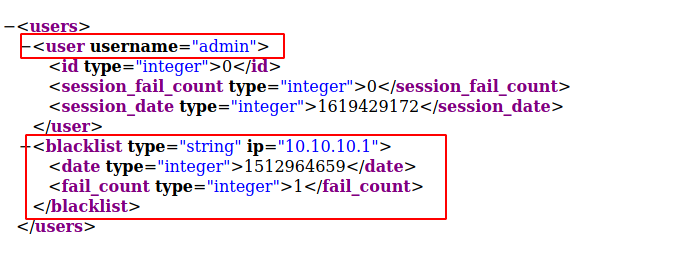 −<users>
−<user username="admin">
<id type="integer">0</id>
<session_fail_count type="integer">0</session_fail_count>
<session_date type="integer">1619429172</session_date>
</user>
−<blacklist type="string" ip="10.10.10.1">
<date type="integer">1512964659</date>
<fail_count type="integer">1</fail_count>
</blacklist>
</users>